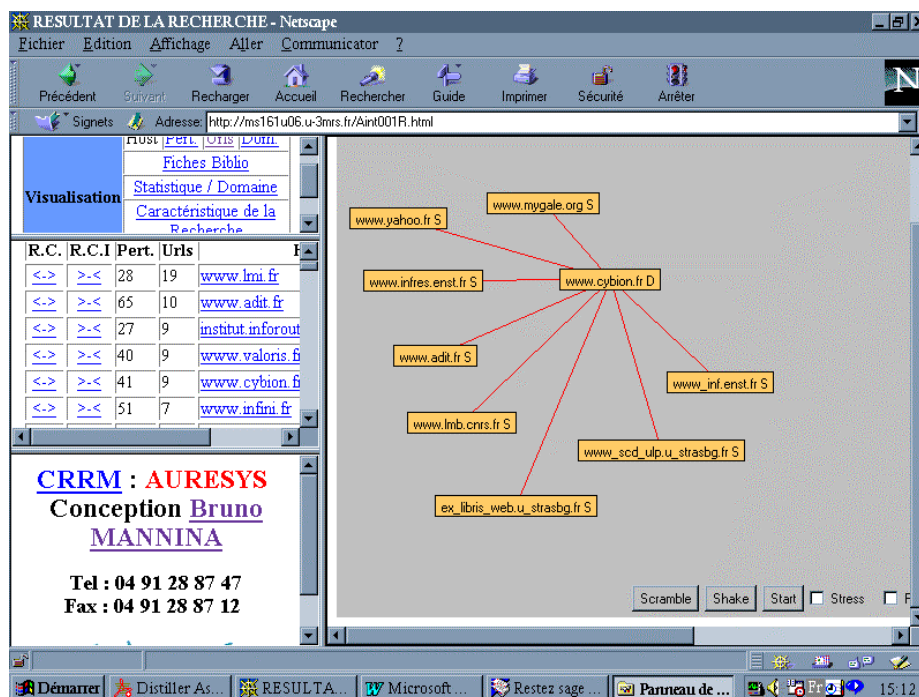 RESULTAT DE LA RECHERCHE - Netscape
Fichier Edition Affichage Aller Communicator ?
Précédent Suivant Recharger Accueil Rechercher Guide Imprimer Sécurité Arrêter N
Signets Adresse: http://ms161u06.u-3mrs.fr/Aint001R.html
Host Pert. Urls Dom.
Fiches Biblio
Visualisation
Statistique / Domaine
Caractéristique de la
Recherche
R.C. R.C.I Pert. Urls
<-> >-< 28 19 www.lmi.fr
<-> >-< 65 10 www.adit.fr
<-> >-< 27 9 institut.inforout
<-> >-< 40 9 www.valoris.f
<-> >-< 41 9 www.cybion.f
<-> >-< 51 7 www.infini.fr
CRRM : AURESYS
Conception Bruno
MANNINA
Tel : 04 91 28 87 47
Fax : 04 91 28 87 12
www.mygale.org S
www.yahoo.fr S
www.infres.enst.fr S
www.cybion.fr D
www.adit.fr S
www_inf.enst.fr S
www.lmb.cnrs.fr S
www_scd_ulp.u_strasbg.fr S
ex_libris_web.u_strasbg.fr S
Scramble Shake Start Stress
Démarrer Distiller As... RESULTA... Microsoft ... Restez sage ... Panneau de ... Fr 15:12